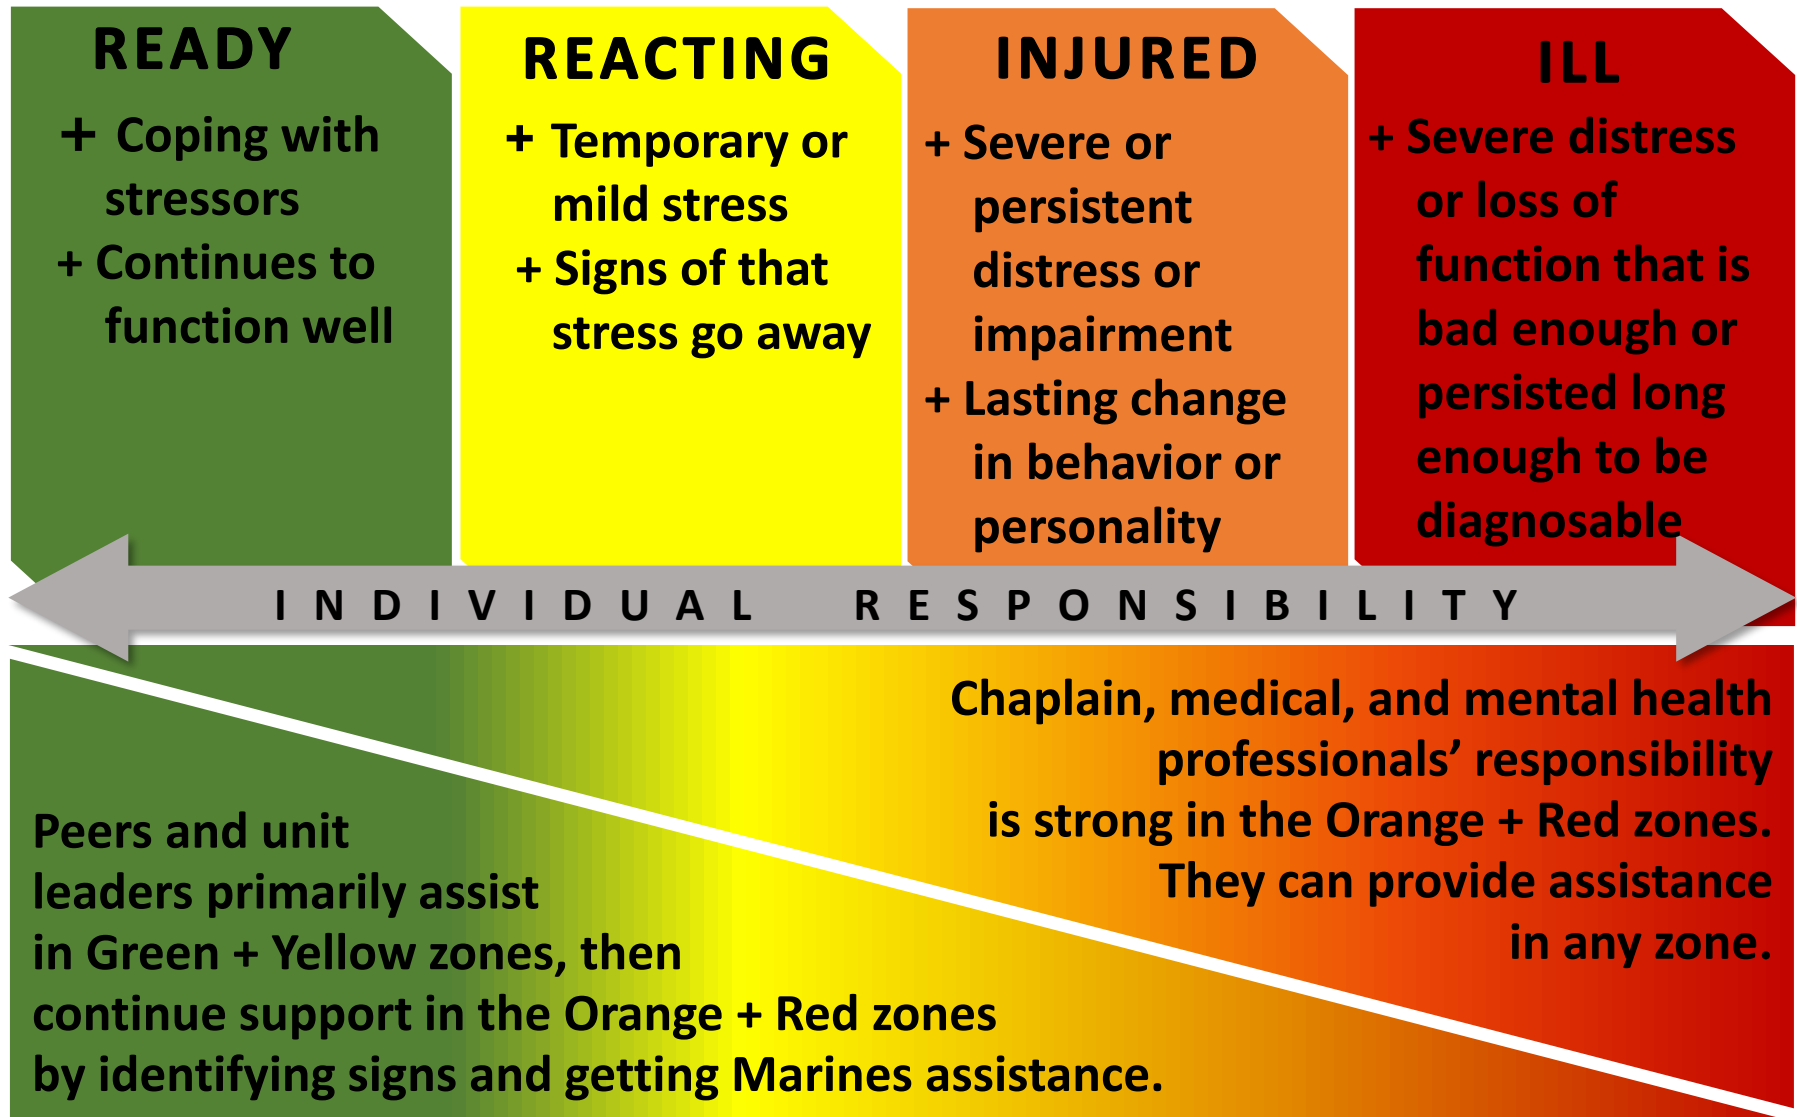 READY
+ Coping with
stressors
+ Continues to
function well
REACTING
+ Temporary or
mild stress
+ Signs of that
stress go away
INJURED
+ Severe or
persistent
distress or
impairment
+ Lasting change
in behavior or
personality
ILL
+ Severe distress
or loss of
function that is
bad enough or
persisted long
enough to be
diagnosable
INDIVIDUAL RESPONSIBILITY
Chaplain, medical, and mental health
professionals’ responsibility
is strong in the Orange + Red zones.
They can provide assistance
in any zone.
Peers and unit
leaders primarily assist
in Green + Yellow zones, then
continue support in the Orange + Red zones
by identifying signs and getting Marines assistance.